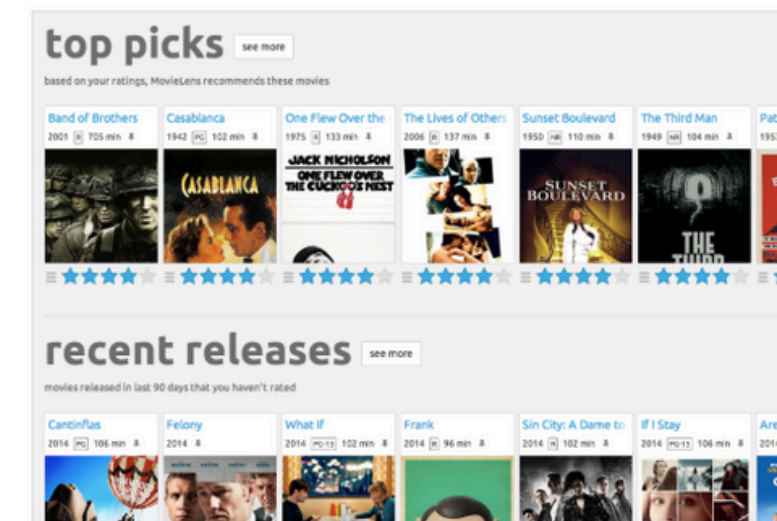 top picks see more
based on your ratings, MovieLens recommends these movies
Band of Brothers
2001 R 705 min
Casablanca
1942 PG 102 min
One Flew Over the
1975 R 133 min
The Lives of Others
2006 R 137 min
Sunset Boulevard
1950 NR 110 min
The Third Man
1949 NR 104 min
Pat
195
CASABLANCA
JACK NICHOLSON
ONE FLEW OVER
THE CUCKOO'S NEST
SUNSET
BOULEVARD
THE
THIRD
recent releases see more
movies released in last 90 days that you haven't rated
Cantinflas
2014 PG 106 min
Felony
2014
What If
2014 PG-13 102 min
Frank
2014 R 96 min
Sin City: A Dame to
2014 R 102 min
If I Stay
2014 PG-13 106 min
Are
201